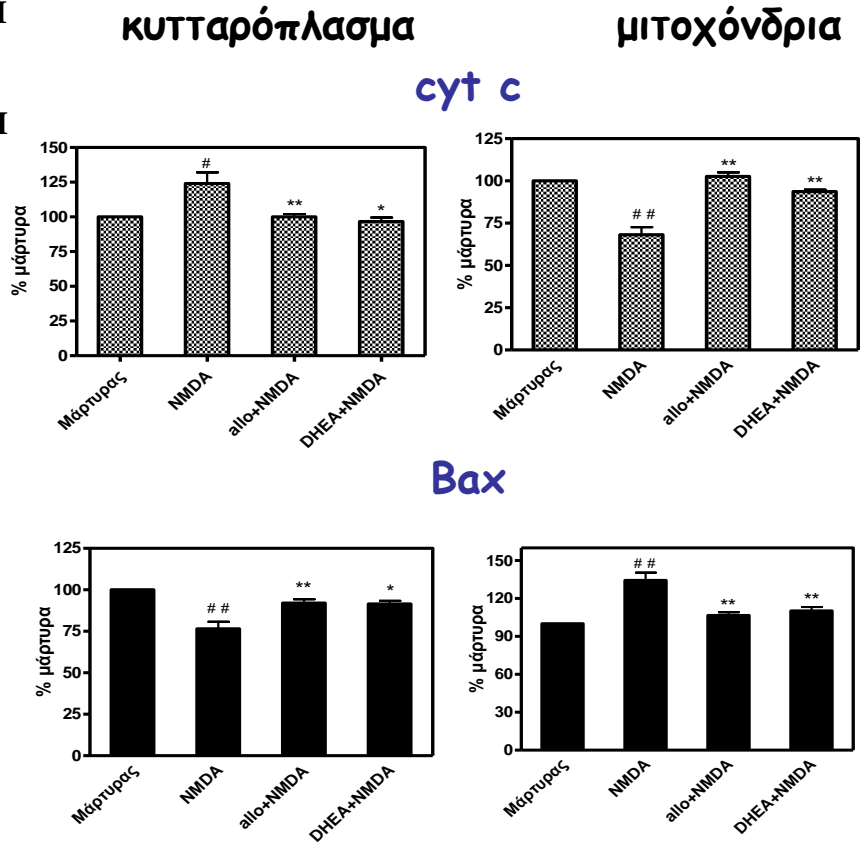 I
κυτταρόπλασμα μιτοχόνδρια
cyt c
I
% μάρτυρα
150
125
100
75
50
25
0
#
**
*
Μάρτυρας
NMDA
allo+NMDA
DHEA+NMDA
% μάρτυρα
125
100
75
50
25
0
# #
**
**
Μάρτυρας
NMDA
allo+NMDA
DHEA+NMDA
Bax
% μάρτυρα
125
100
75
50
25
0
# #
**
*
Μάρτυρας
NMDA
allo+NMDA
DHEA+NMDA
% μάρτυρα
150
120
90
60
30
0
# #
**
**
Μάρτυρας
NMDA
allo+NMDA
DHEA+NMDA